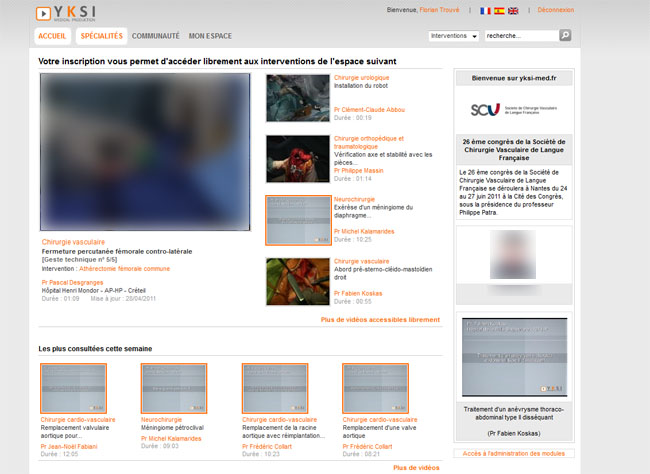 YKSI
MEDICAL PRODUCTION
Bienvenue, Florian Trouvé
Déconnexion
ACCUEIL
SPÉCIALITÉS
COMMUNAUTÉ
MON ESPACE
Interventions
recherche...
Votre inscription vous permet d'accéder librement aux interventions de l'espace suivant
Chirurgie vasculaire
Fermeture percutanée fémorale contro-latérale
[Geste technique n° 5/5]
Intervention : Athérectomie fémorale commune
Pr Pascal Desgranges
Hôpital Henri Mondor - AP-HP - Créteil
Durée : 01:09 Mise à jour : 28/04/2011
Chirurgie urologique
Installation du robot
Pr Clément-Claude Abbou
Durée : 00:19
Chirurgie orthopédique et
traumatologique
Vérification axe et stabilité avec les
pièces...
Pr Philippe Massin
Durée : 01:14
Neurochirurgie
Exérèse d'un méningiome du
diaphragme...
Pr Michel Kalamarides
Durée : 10:25
Chirurgie vasculaire
Abord pré-sterno-cléido-mastoïdien
droit
Pr Fabien Koskas
Durée : 00:55
Plus de vidéos accessibles librement
Les plus consultées cette semaine
Chirurgie cardio-vasculaire
Remplacement valvulaire
aortique pour...
Pr Jean-Noël Fabiani
Durée : 12:05
Neurochirurgie
Méningiome pétroclival
Pr Michel Kalamarides
Durée : 09:03
Chirurgie cardio-vasculaire
Remplacement de la racine
aortique avec réimplantation...
Pr Frédéric Collart
Durée : 10:23
Chirurgie cardio-vasculaire
Remplacement d'une valve
aortique
Pr Frédéric Collart
Durée : 08:21
Plus de vidéos
Bienvenue sur yksi-med.fr
SCV
Société de Chirurgie Vasculaire
de Langue Française
26 ème congrès de la Société de
Chirurgie Vasculaire de Langue
Française
Le 26 ème congrès de la Société de
Chirurgie Vasculaire de Langue
Française se déroulera à Nantes du 24
au 27 juin 2011 à la Cité des Congrès,
sous la présidence du professeur
Philippe Patra.
Pr Fabien Koskas
YKSI
Traitement d'un anévrysme thoraco-
abdominal type II disséquant
(Pr Fabien Koskas)
Accès à l'adminstration des modules